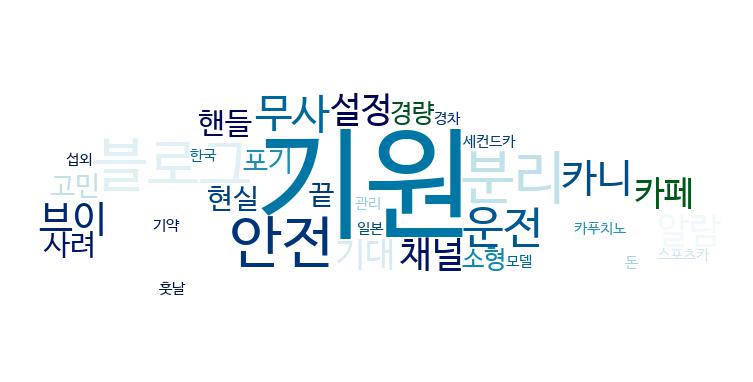 무사
설정
경량
경차
핸들
기원
세컨드카
블로그
한국
포기
분리
카니
섭외
고민
현실
끝
관리
카페
브이
사려
기약
안전
일본
운전
카푸치노
알람
기대
채널
소형
모델
돈
스포츠카
훗날